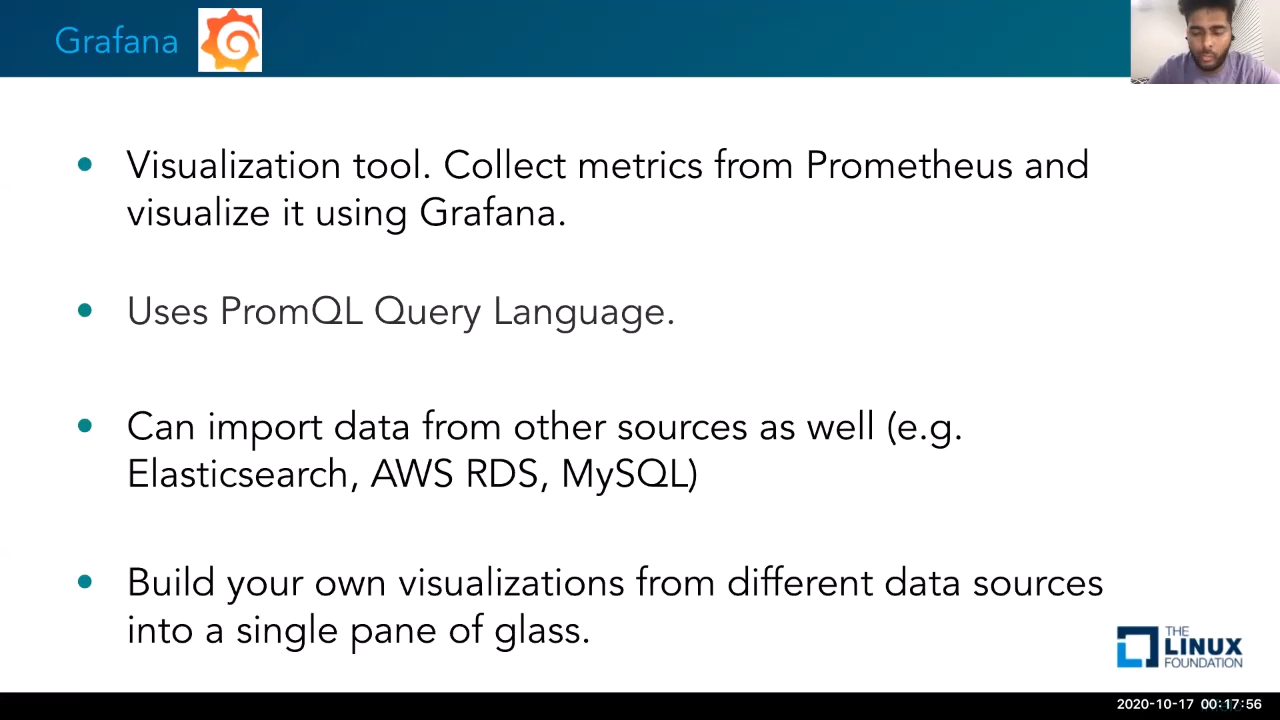 Grafana
Visualization tool. Collect metrics from Prometheus and
visualize it using Grafana.
Uses PromQL Query Language.
Can import data from other sources as well (e.g.
Elasticsearch, AWS RDS, MySQL)
Build your own visualizations from different data sources
into a single pane of glass.
THE
LINUX
FOUNDATION
2020-10-17 00:17:56